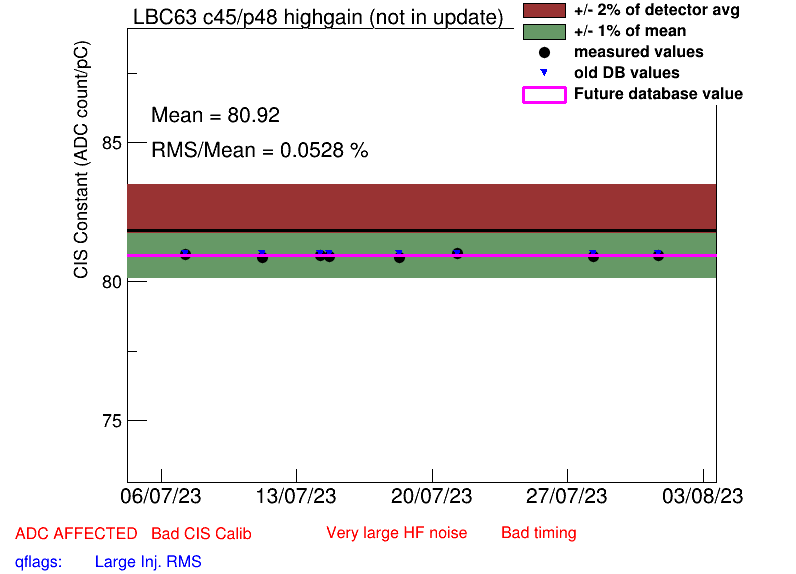 LBC63 c45/p48 highgain (not in update)
+/- 2% of detector avg
+/- 1% of mean
measured values
old DB values
Future database value
CIS Constant (ADC count/pC)
Mean = 80.92
RMS/Mean = 0.0528 %
85
80
75
06/07/23 13/07/23 20/07/23 27/07/23 03/08/23
ADC AFFECTED Bad CIS Calib Very large HF noise Bad timing
qflags: Large Inj. RMS